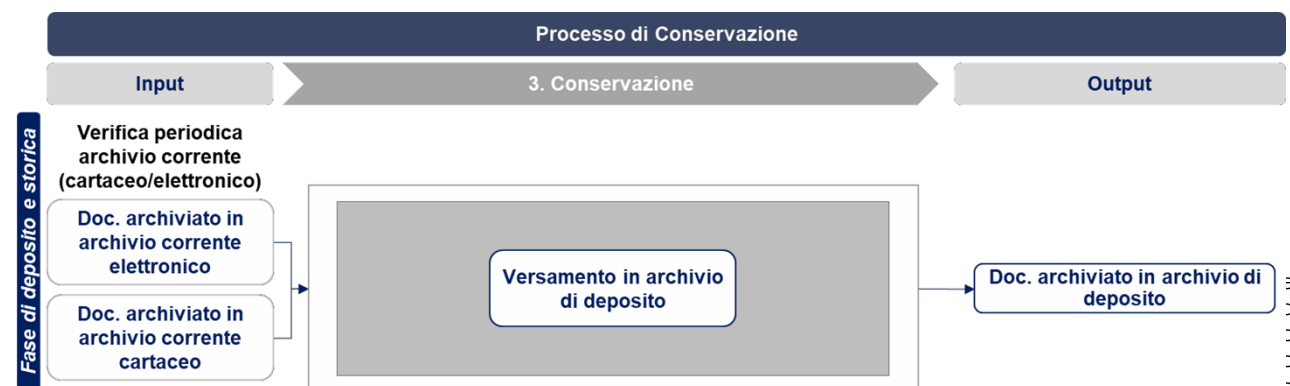 Processo di Conservazione
Input
3. Conservazione
Output
Fase di deposito e storica
Verifica periodica
archivio corrente
(cartaceo/elettronico)
Doc. archiviato in
archivio corrente
elettronico
Doc. archiviato in
archivio corrente
cartaceo
Versamento in archivio
di deposito
Doc. archiviato in archivio di
deposito